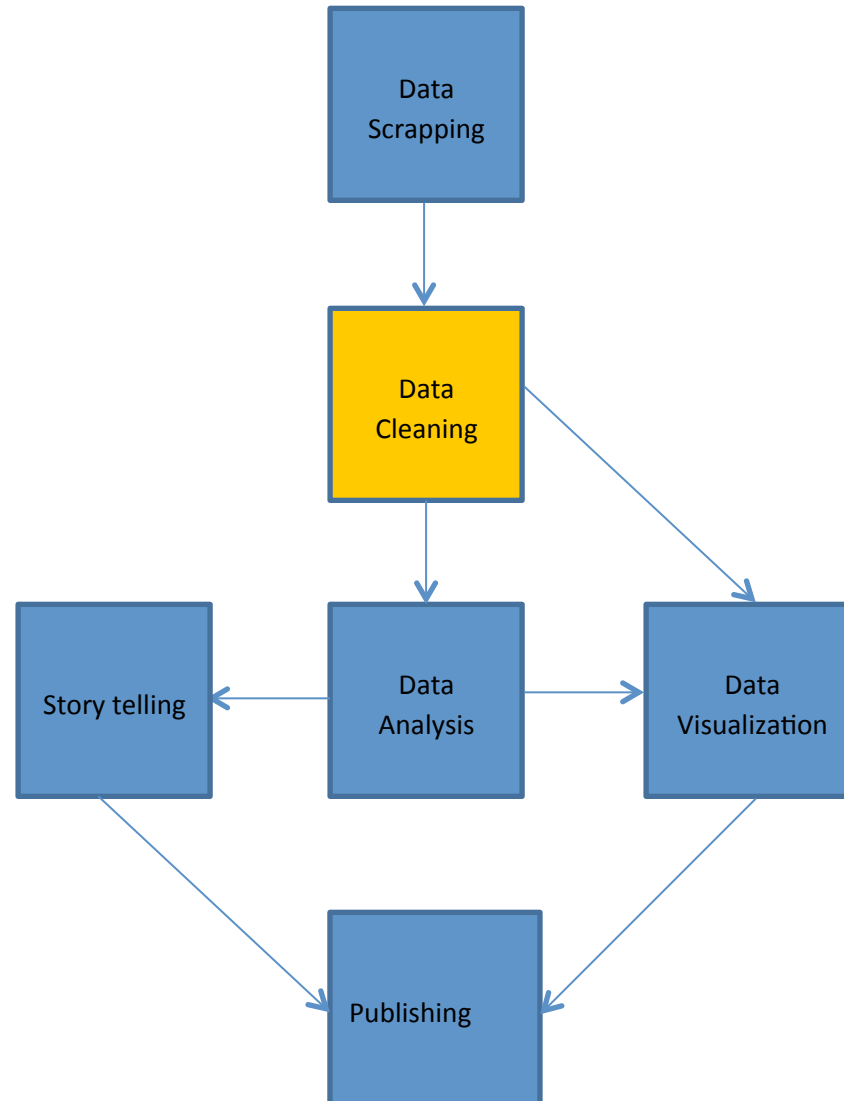 Data
Scrapping
Data
Cleaning
Story telling
Data
Analysis
Data
Visualization
Publishing